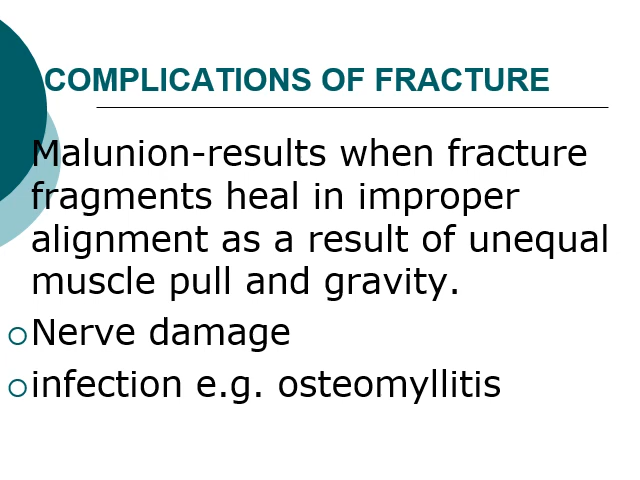 COMPLICATIONS OF FRACTURE
Malunion-results when fracture
fragments heal in improper
alignment as a result of unequal
muscle pull and gravity.
Nerve damage
infection e.g. osteomyllitis